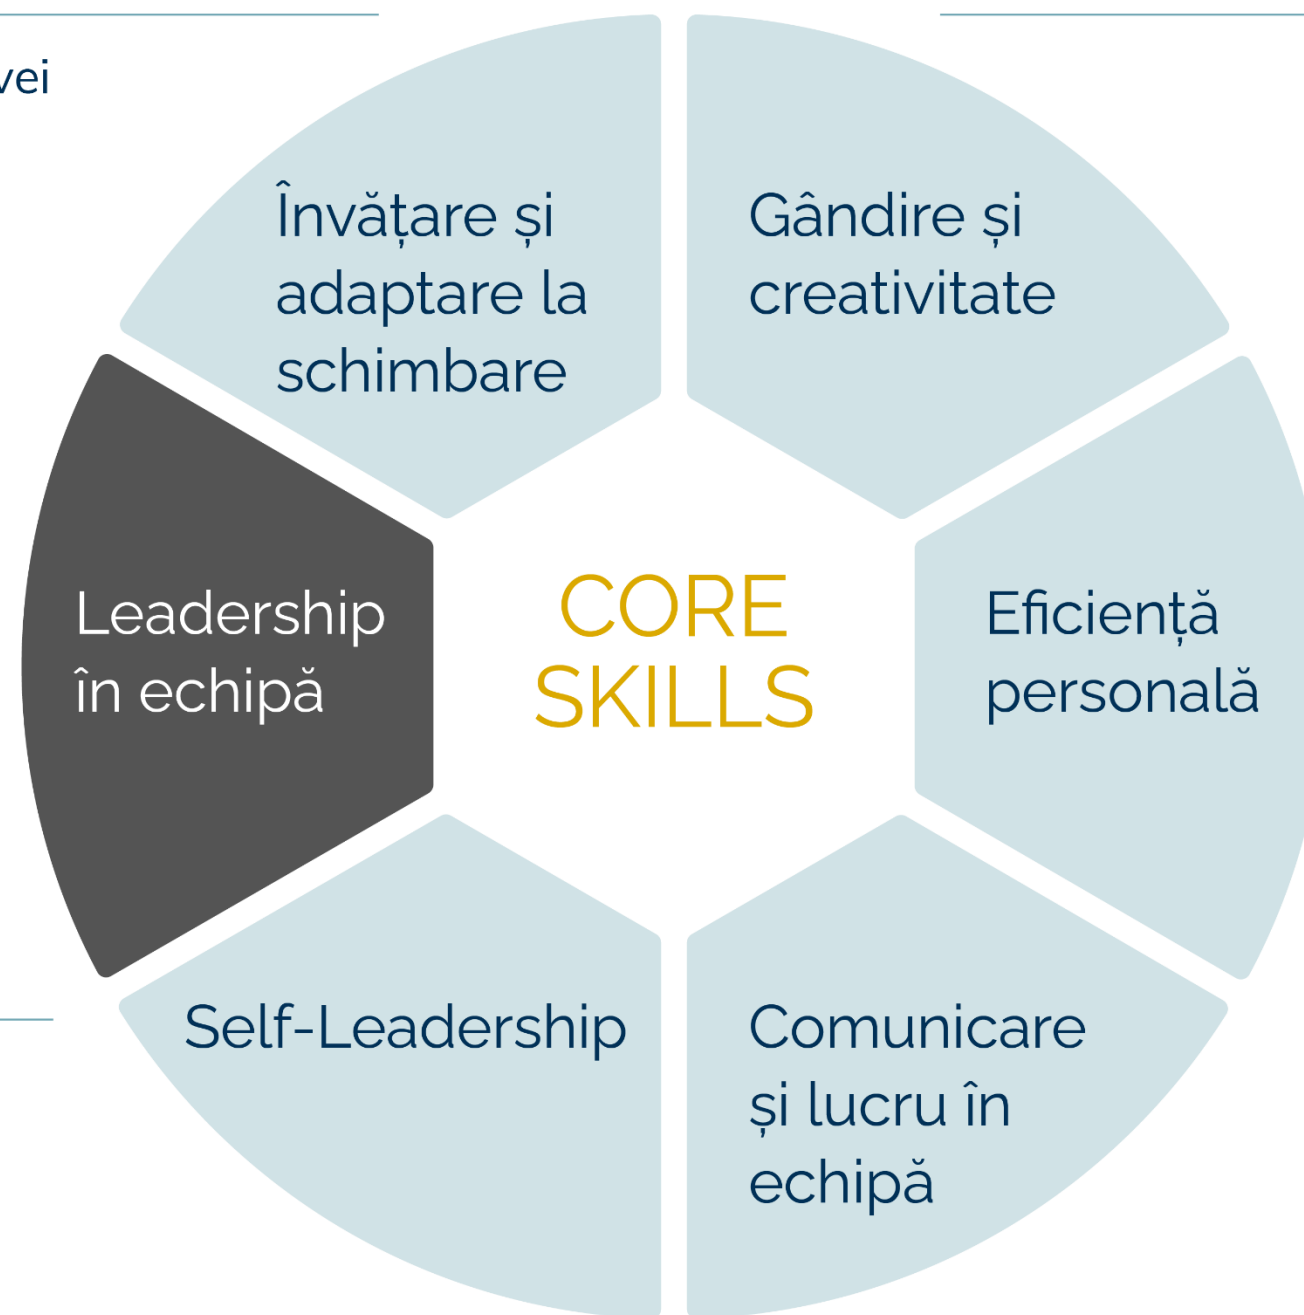 vei
Învățare și
adaptare la
schimbare
Gândire și
creativitate
Leadership
în echipă
CORE
SKILLS
Eficiență
personală
Self-Leadership
Comunicare
și lucru în
echipă